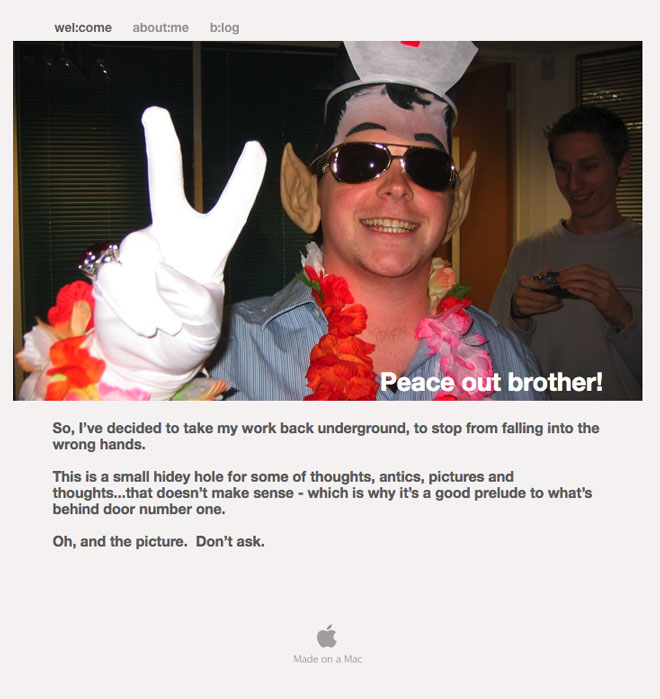 wel:come about:me b:log
Peace out brother!
So, I've decided to take my work back underground, to stop from falling into the
wrong hands.
This is a small hidey hole for some of thoughts, antics, pictures and
thoughts...that doesn't make sense - which is why it's a good prelude to what's
behind door number one.
Oh, and the picture.  Don't ask.
Made on a Mac